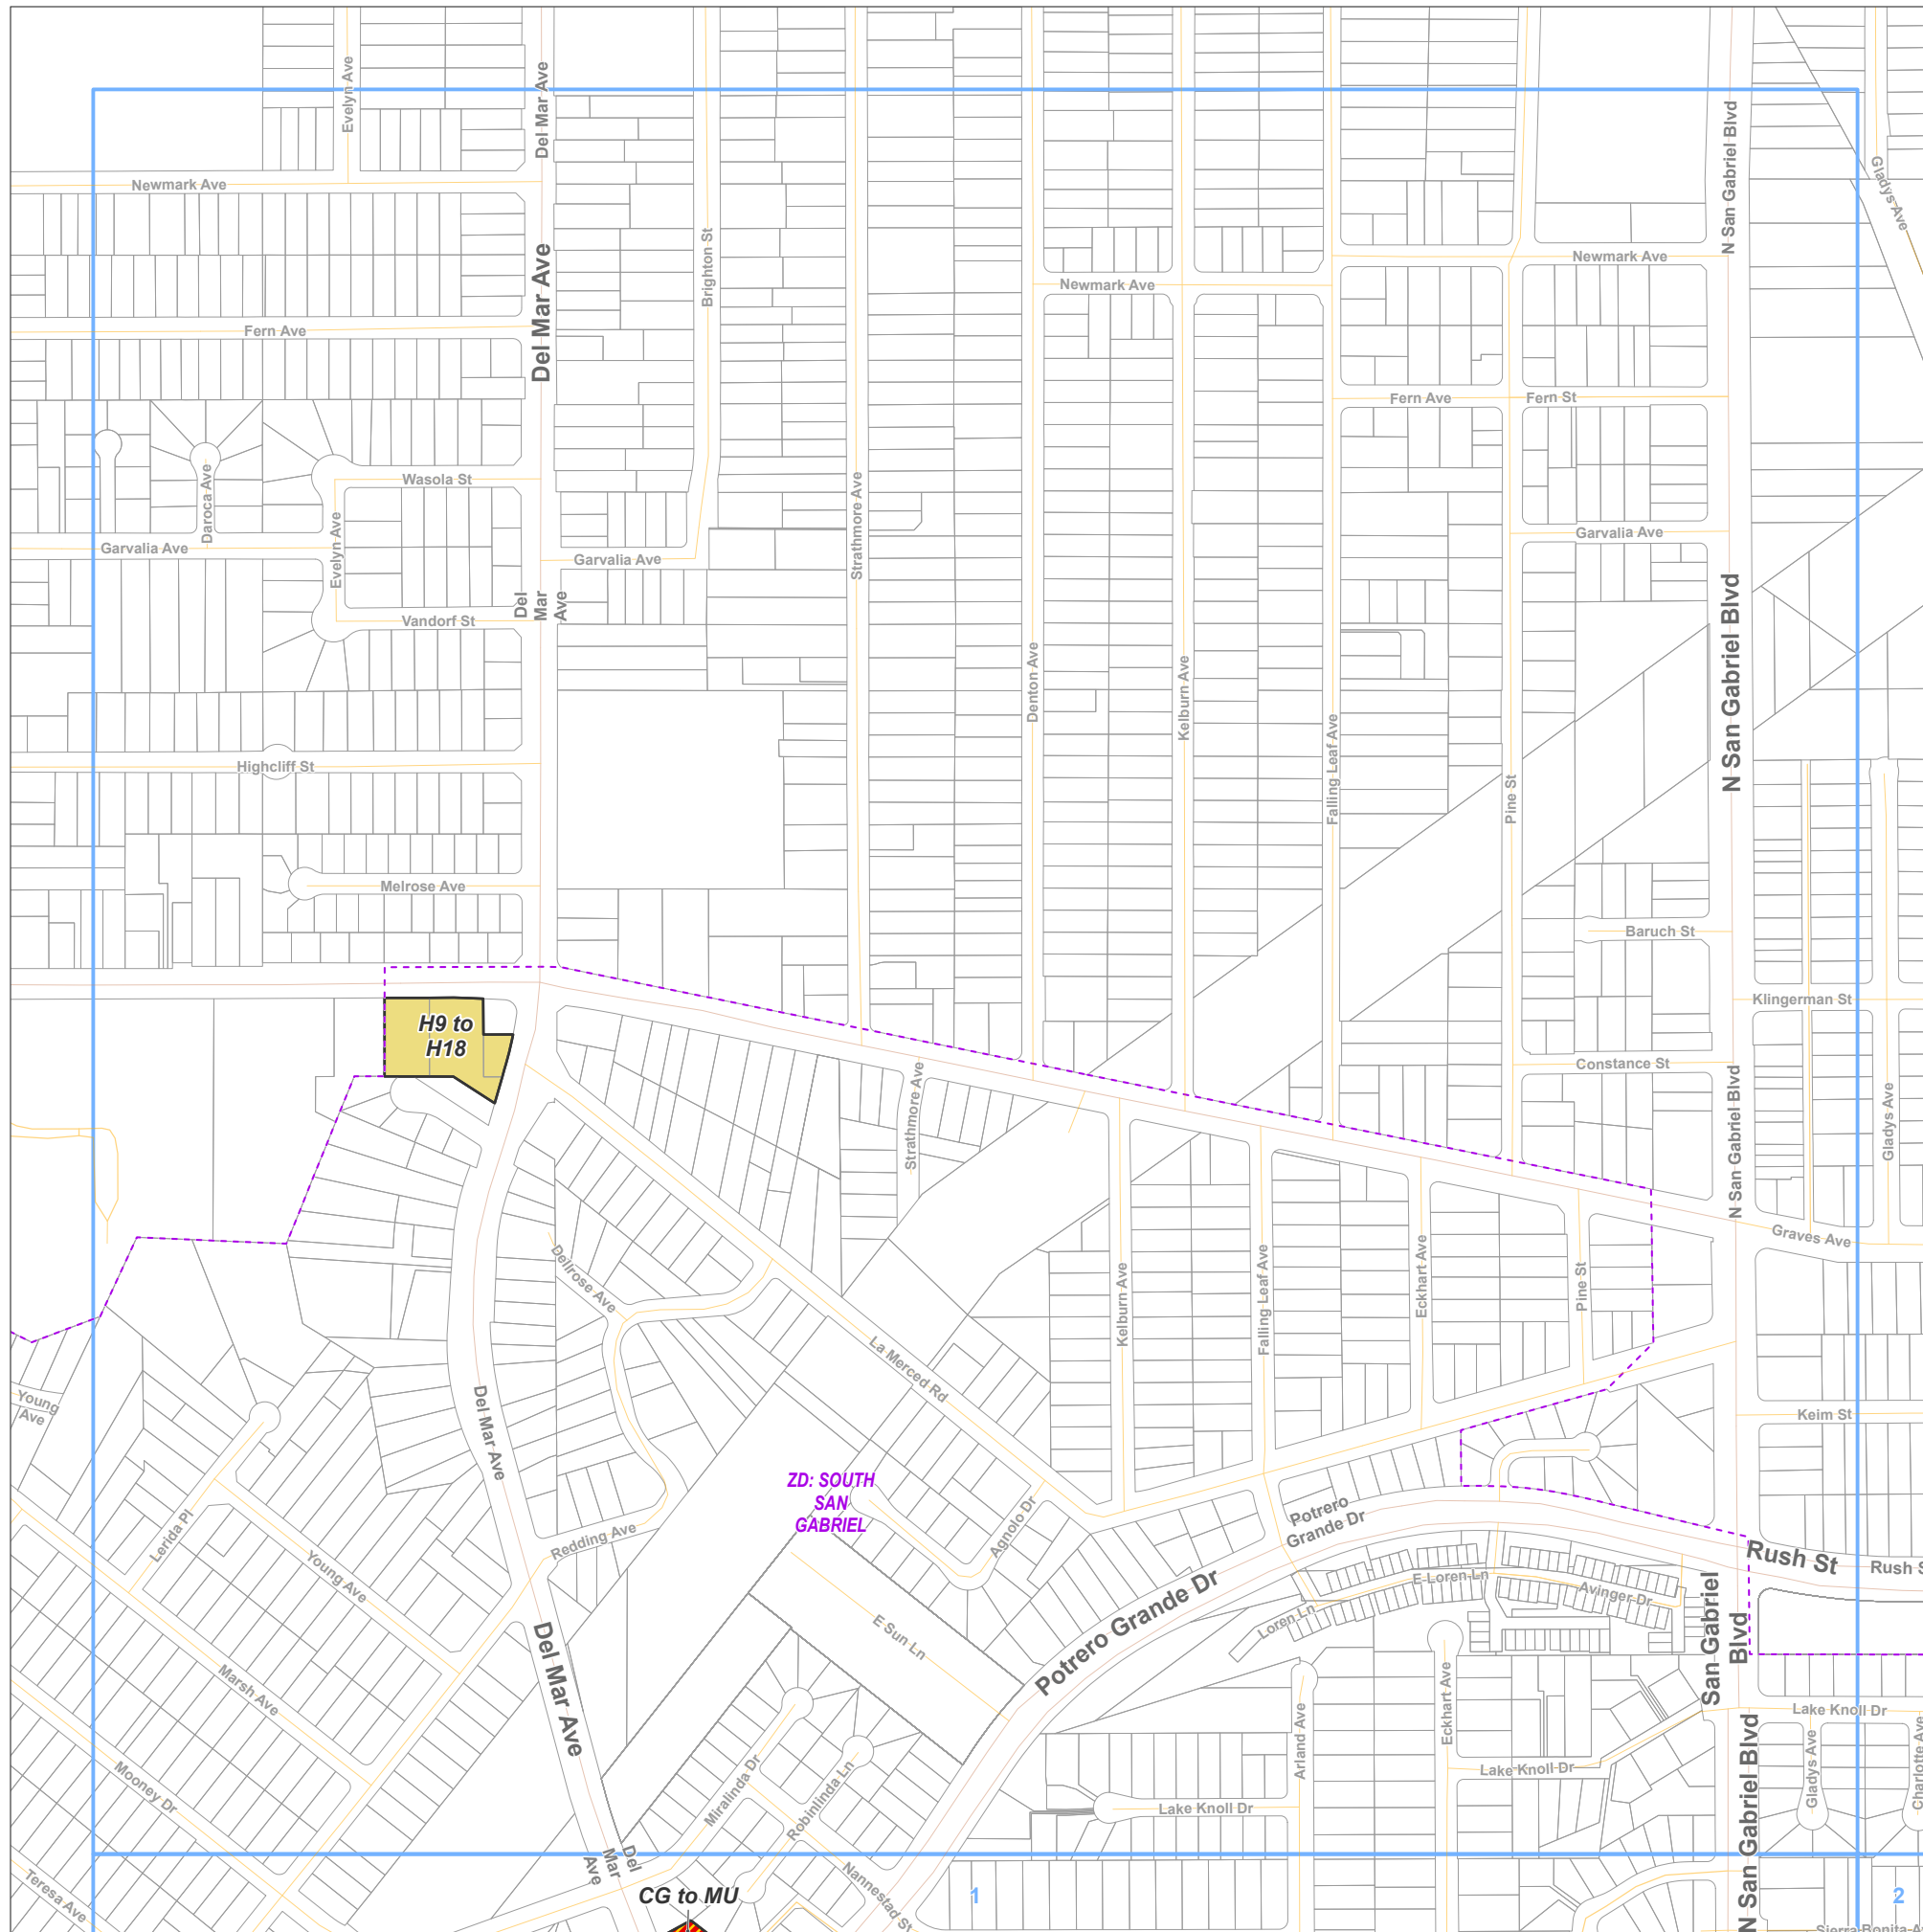 Evelyn Ave
Del Mar Ave
N San Gabriel Blvd
Gladys Ave
Newmark Ave
Brighton St
Newmark Ave
Newmark Ave
Del Mar Ave
Fern Ave
Fern Ave
Fern St
Wasola St
Daroca Ave
Strathmore Ave
Evelyn Ave
Garvalia Ave
Garvalia Ave
Garvalia Ave
Del
Mar
Ave
Vandorf St
N San Gabriel Blvd
Denton Ave
Kelburn Ave
Falling Leaf Ave
Pine St
Highcliff St
Melrose Ave
Baruch St
Klingerman St
H9 to
H18
Constance St
Strathmore Ave
N San Gabriel Blvd
Gladys Ave
Graves Ave
Dellrose Ave
Kelburn Ave
Falling Leaf Ave
Eckhart Ave
Pine St
La Merced Rd
Young
Ave
Del Mar Ave
Keim St
ZD: SOUTH
SAN
GABRIEL
Agnolo Dr
Potrero
Grande Dr
Lerida Pl
Redding Ave
Rush St
Rush S
Young Ave
E Loren Ln
Avinger Dr
Loren Ln
San Gabriel
Blvd
E Sun Ln
Potrero Grande Dr
Del Mar Ave
Marsh Ave
Eckhart Ave
Arland Ave
Lake Knoll Dr
Lake Knoll Dr
Lake Knoll Dr
Mooney Dr
Miralinda Dr
Robinlinda Ln
Gladys Ave
Charlotte Ave
N San Gabriel Blvd
Del
Mar
Ave
Teresa Ave
Nannestad St
CG to MU
1
2
Sierra Bonita Av